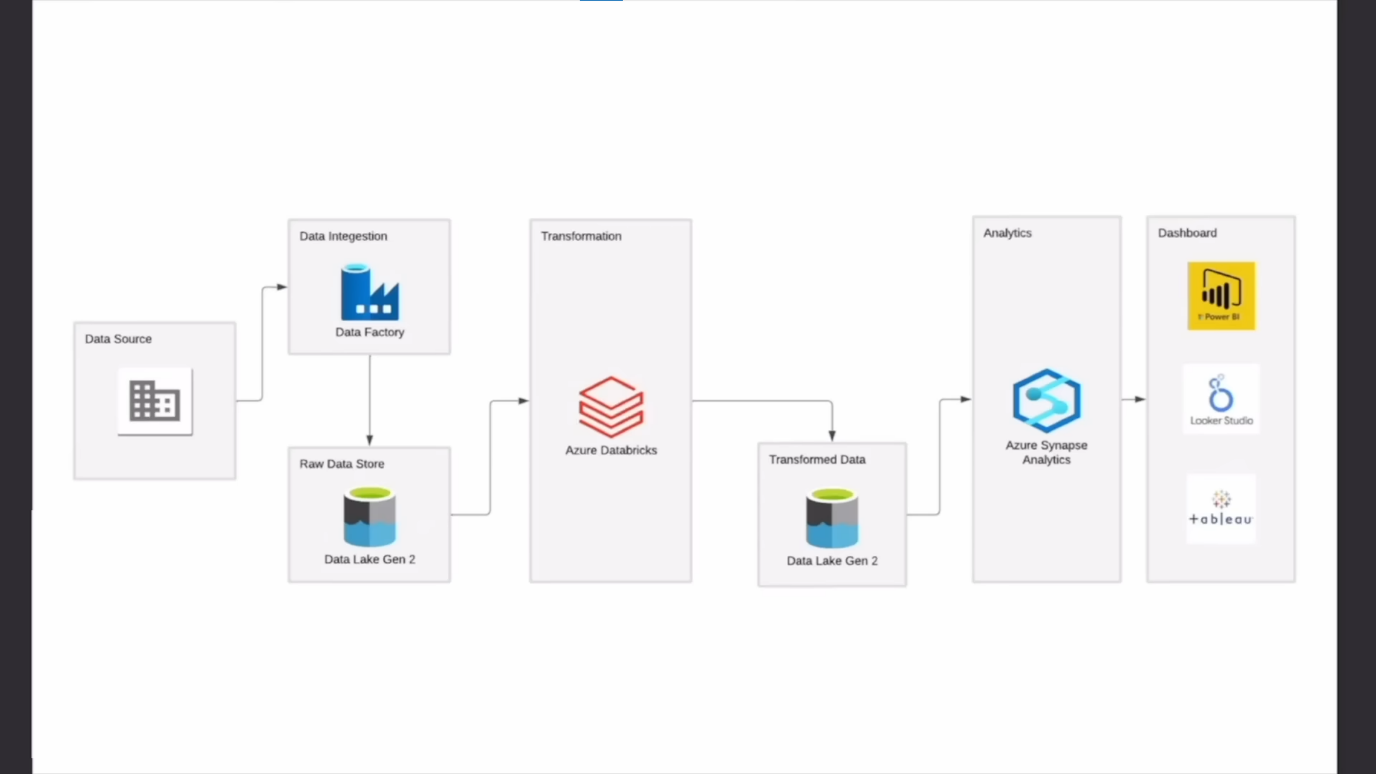 Data Source
Data Integestion
Data Factory
Raw Data Store
Data Lake Gen 2
Transformation
Azure Databricks
Transformed Data
Data Lake Gen 2
Analytics
Azure Synapse
Analytics
Dashboard
Power BI
Looker Studio
+ableau